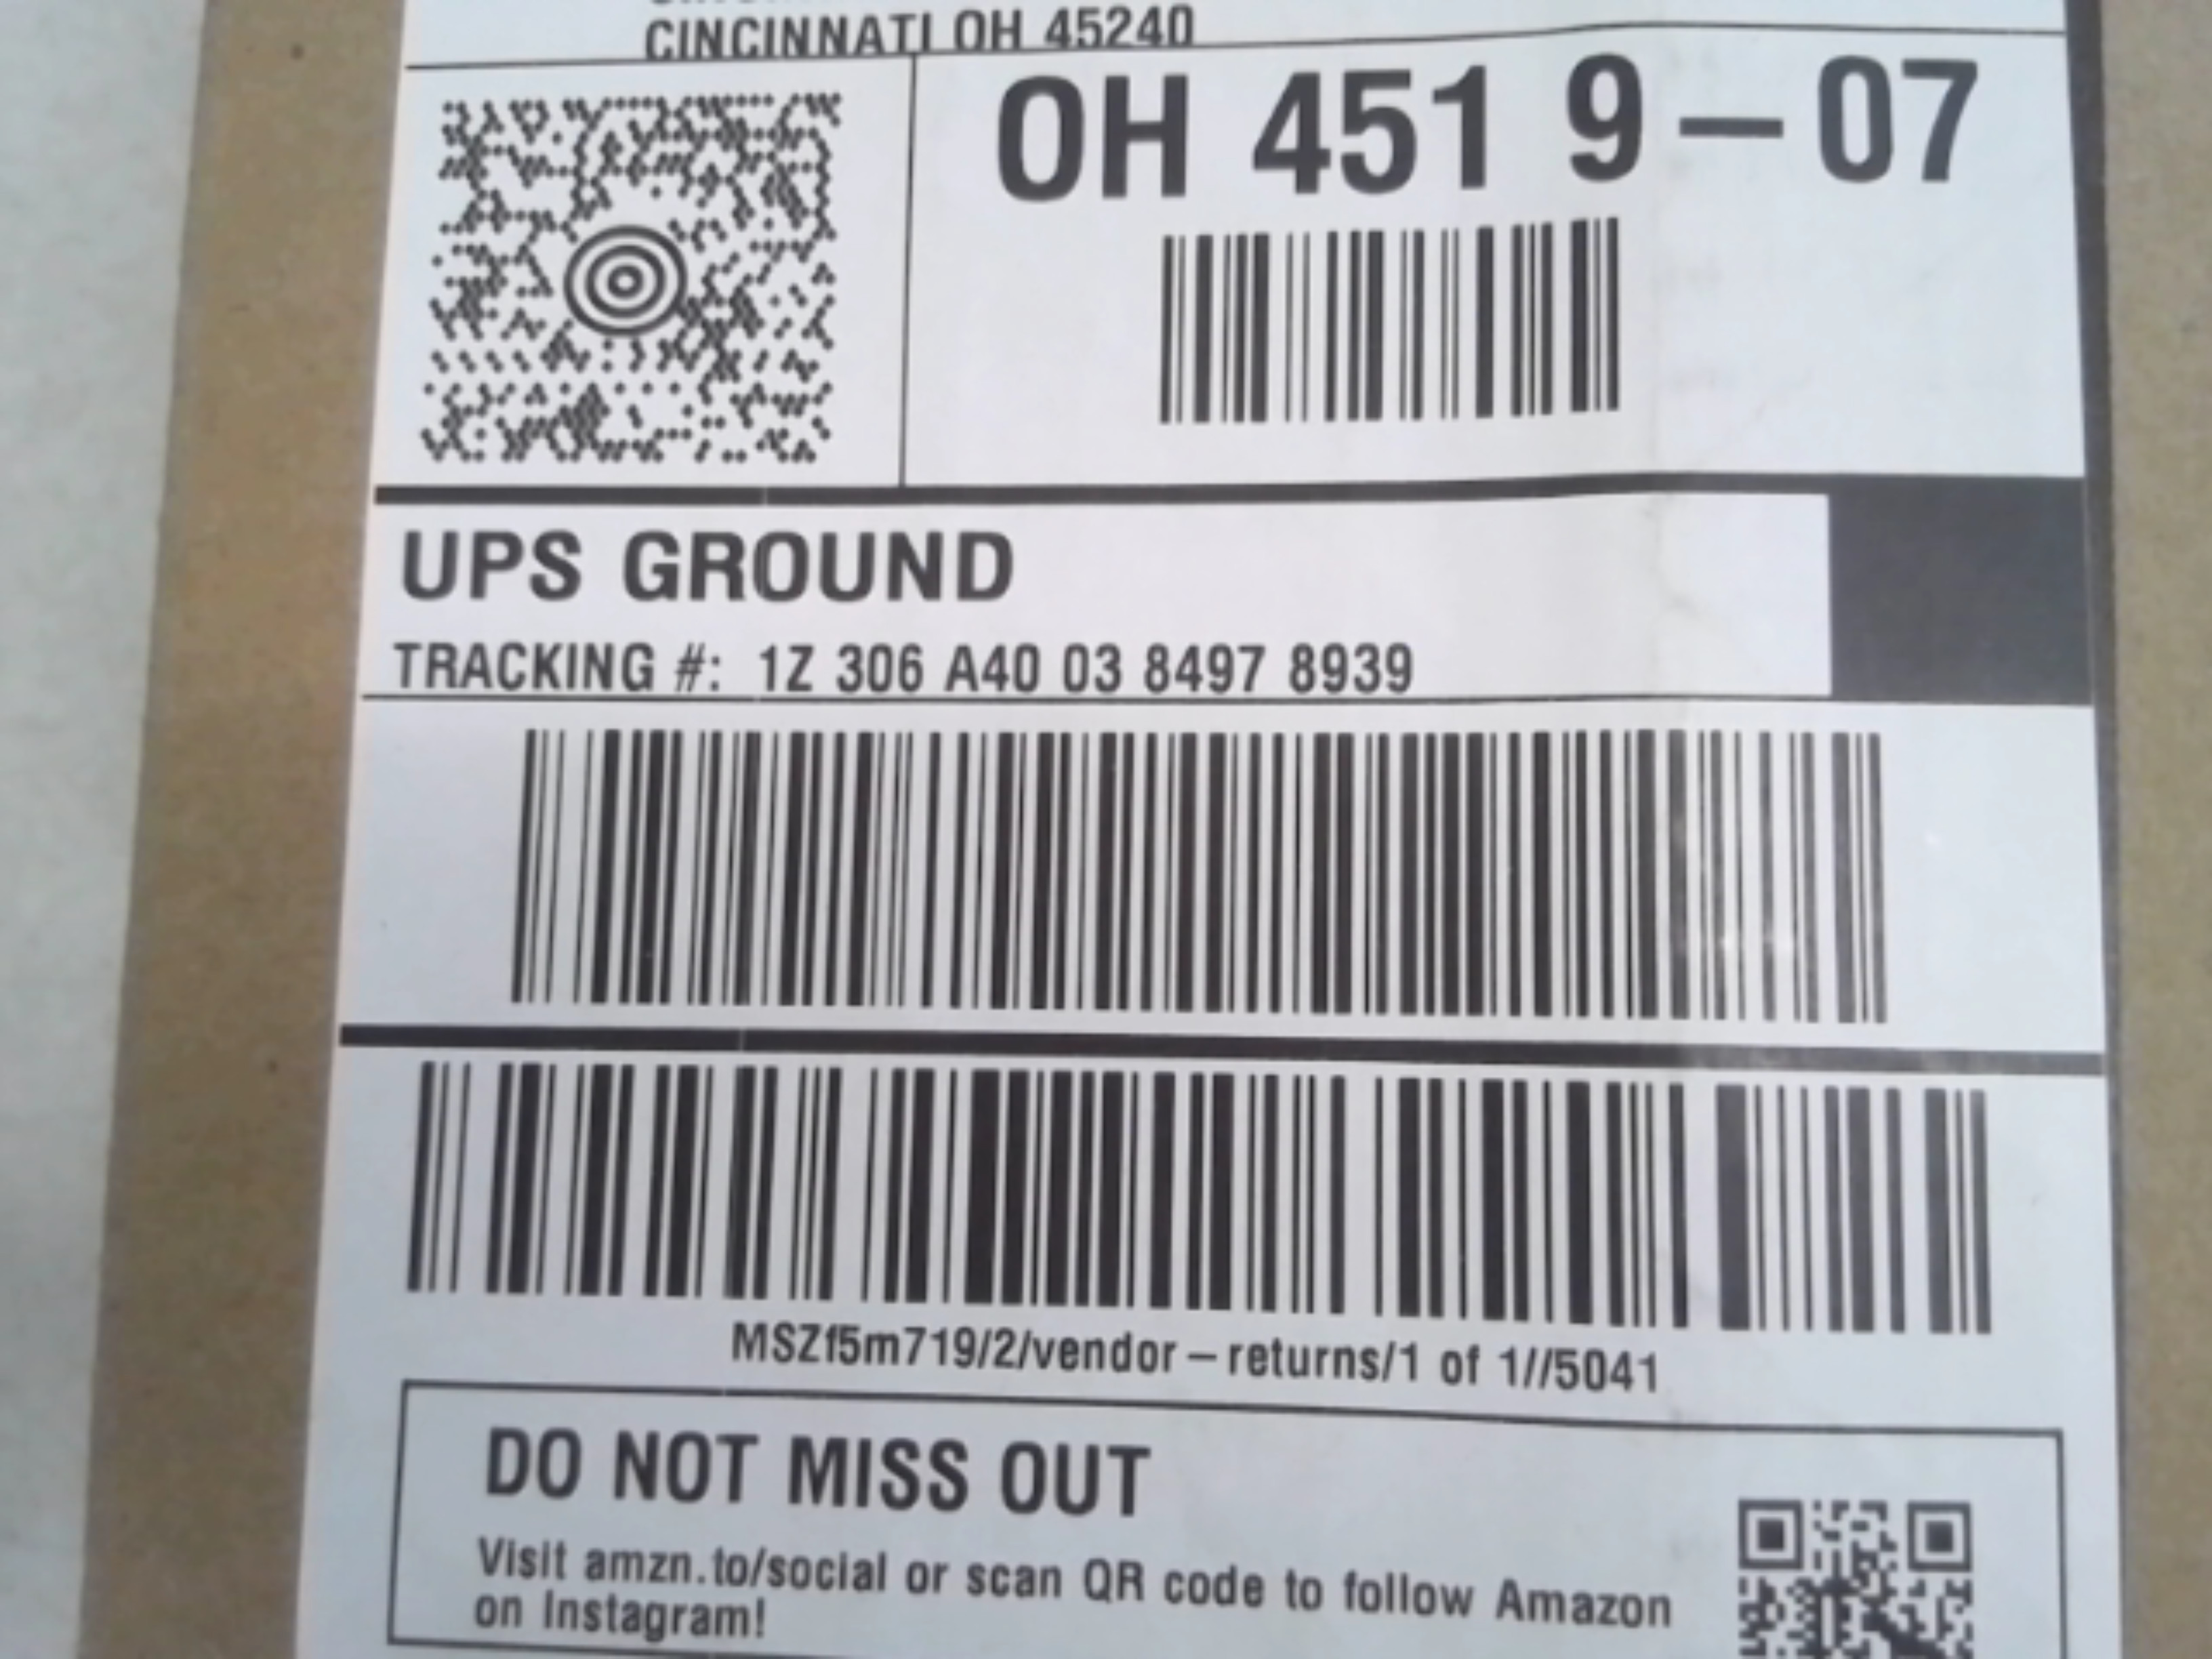 CINCINNATI OH 45240
OH 451 9-07
UPS GROUND
TRACKING #: 1Z 306 A40 03 8497 8939
MSZf5m719/2/vendor-returns/1 of 1//5041
DO NOT MISS OUT
Visit amzn.to/social or scan QR code to follow Amazon
on Instagram!